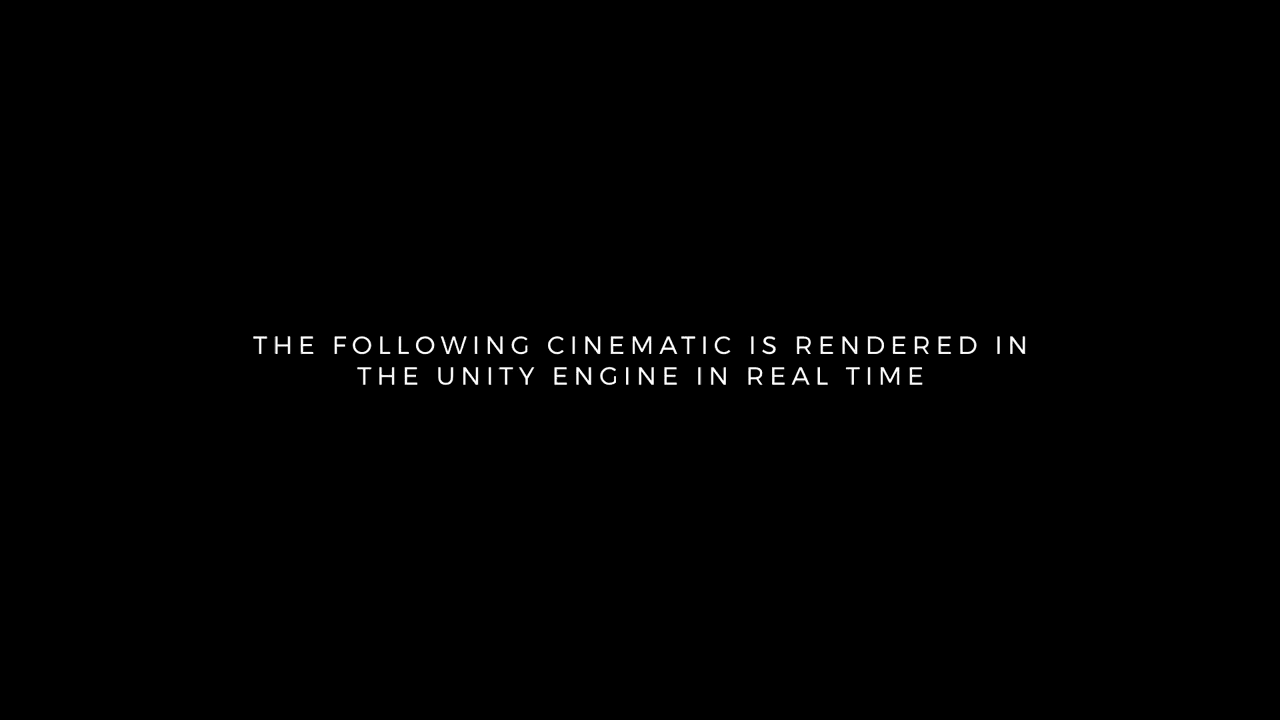 THE FOLLOWING CINEMATIC IS RENDERED IN
THE UNITY ENGINE IN REAL TIME